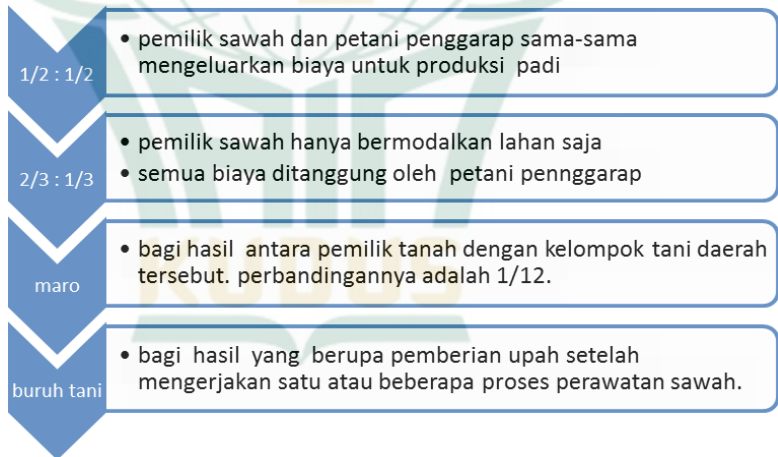 1/2 : 1/2
• pemilik sawah dan petani penggarap sama-sama
mengeluarkan biaya untuk produksi padi
2/3 : 1/3
• pemilik sawah hanya bermodalkan lahan saja
• semua biaya ditanggung oleh petani pennggarap
maro
• bagi hasil antara pemilik tanah dengan kelompok tani daerah
tersebut. perbandingannya adalah 1/12.
buruh tani
• bagi hasil yang berupa pemberian upah setelah
mengerjakan satu atau beberapa proses perawatan sawah.
KUDUS